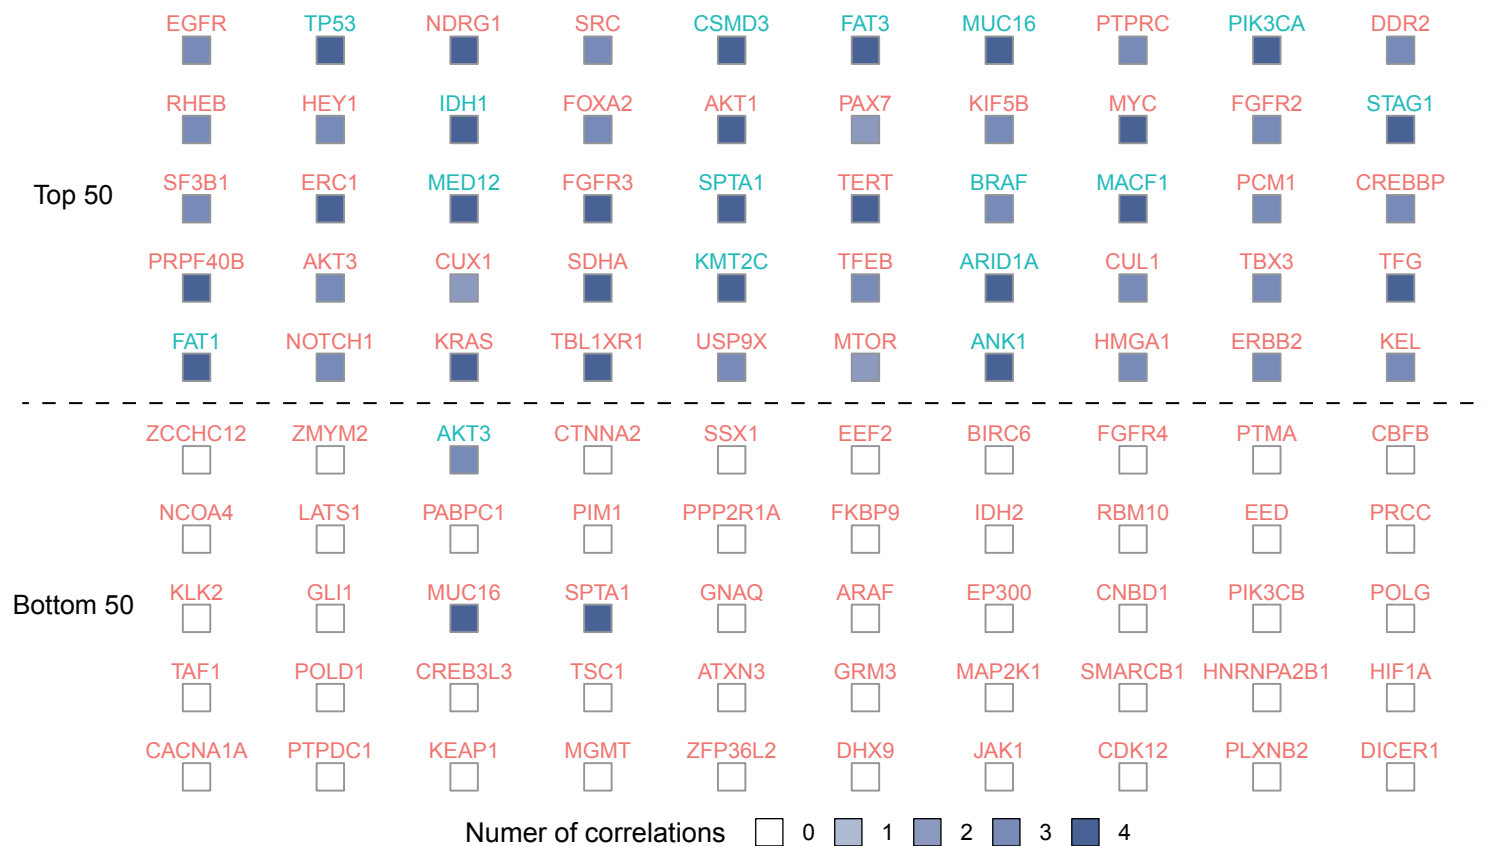 EGFR TP53 NDRG1 SRC CSMD3 FAT3 MUC16 PTPRC PIK3CA DDR2
RHEB HEY1 IDH1 FOXA2 AKT1 PAX7 KIF5B MYC FGFR2 STAG1
Top 50
SF3B1 ERC1 MED12 FGFR3 SPTA1 TERT BRAF MACF1 PCM1 CREBBP
PRPF40B AKT3 CUX1 SDHA KMT2C TFEB ARID1A CUL1 TBX3 TFG
FAT1 NOTCH1 KRAS TBL1XR1 USP9X MTOR ANK1 HMGA1 ERBB2 KEL
ZCCHC12 ZMYM2 AKT3 CTNNA2 SSX1 EEF2 BIRC6 FGFR4 PTMA CBFB
NCOA4 LATS1 PABPC1 PIM1 PPP2R1A FKBP9 IDH2 RBM10 EED PRCC
Bottom 50
KLK2 GLI1 MUC16 SPTA1 GNAQ ARAF EP300 CNBD1 PIK3CB POLG
TAF1 POLD1 CREB3L3 TSC1 ATXN3 GRM3 MAP2K1 SMARCB1 HNRNPA2B1 HIF1A
CACNA1A PTPDC1 KEAP1 MGMT ZFP36L2 DHX9 JAK1 CDK12 PLXNB2 DICER1
Numer of correlations 0 1 2 3 4